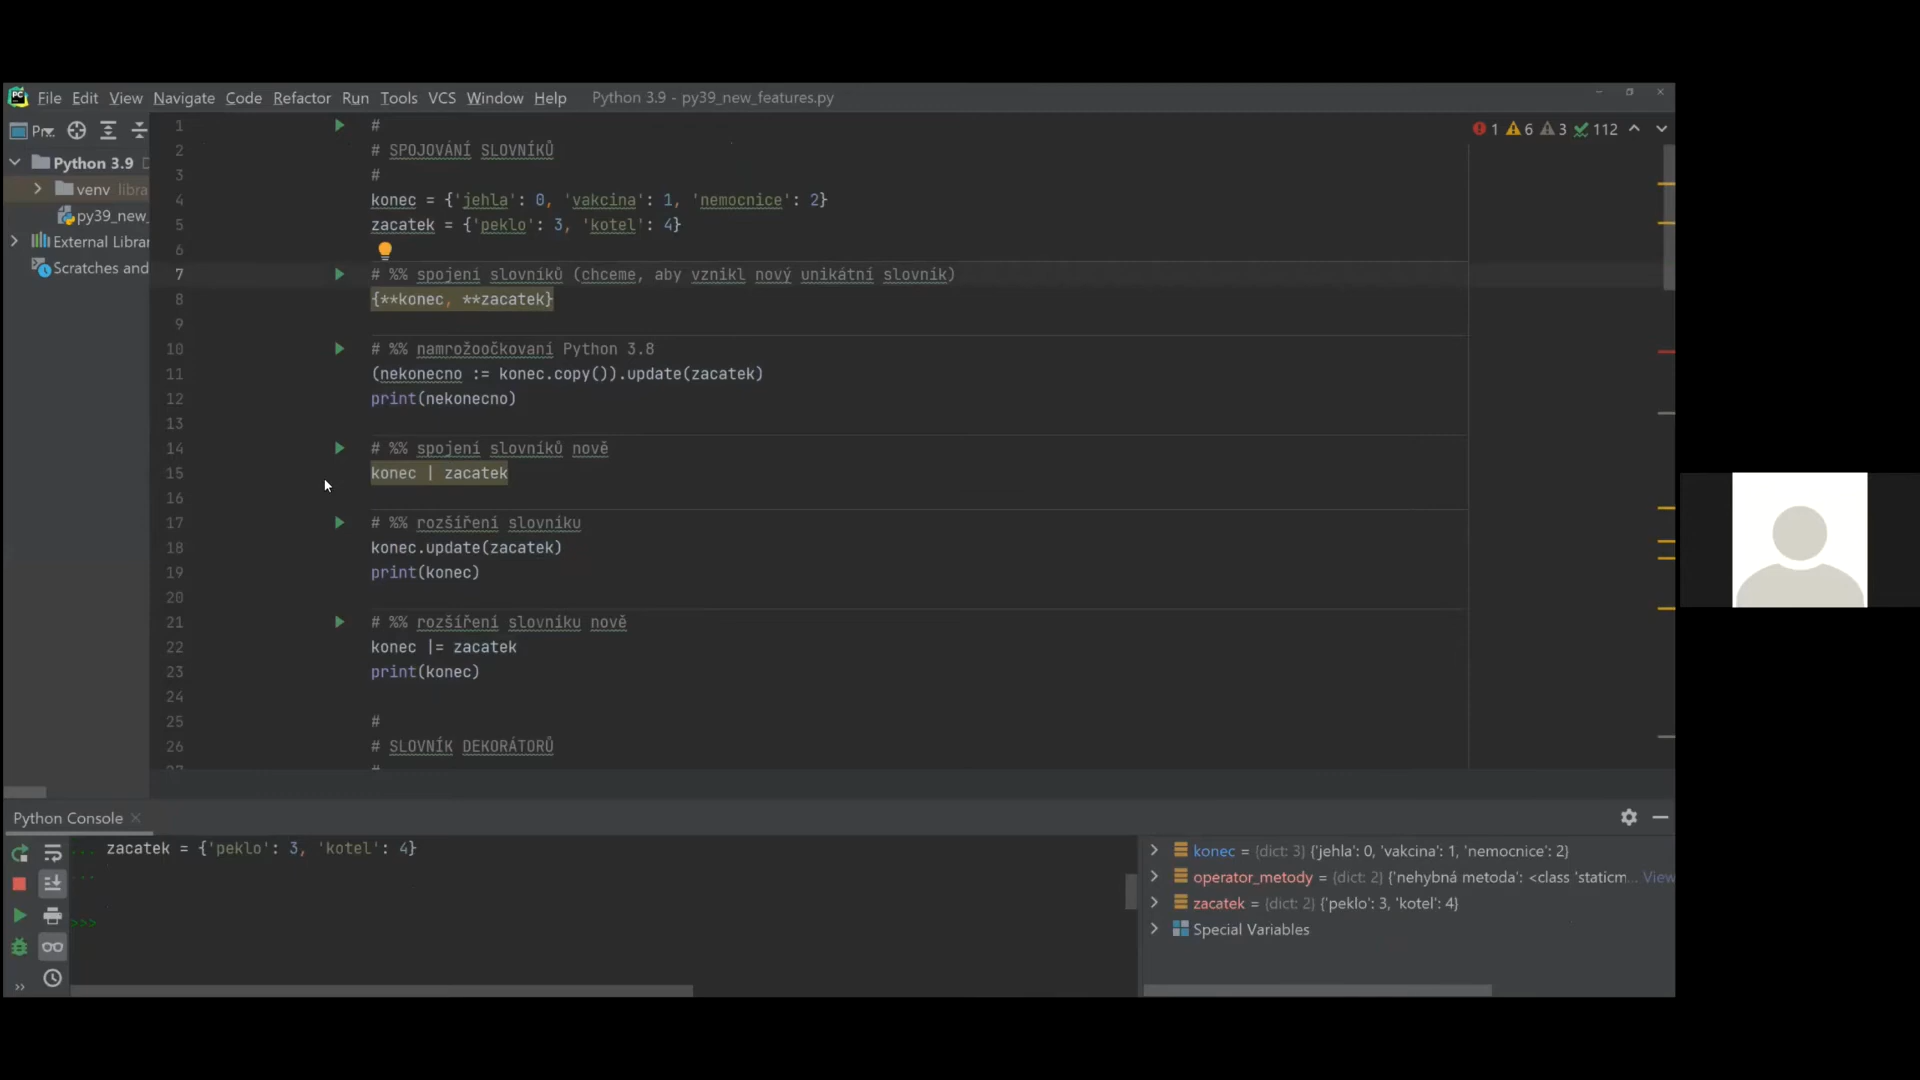 File Edit View Navigate Code Refactor Run Tools VCS Window Help Python 3.9 - py39_new_features.py
Python 3.9
venv libra
py39_new_
External Librar
Scratches and
1 6 3 112
1 #
2 # SPOJOVÁNÍ SLOVNÍKŮ
3 #
4 konec = {'jehla': 0, 'vakcina': 1, 'nemocnice': 2}
5 zacatek = {'peklo': 3, 'kotel': 4}
6
7 # %% spojení slovníků (chceme, aby vznikl nový unikátní slovník)
8 {**konec, **zacatek}
9
10 # %% namrožoočkovaní Python 3.8
11 (nekonecno := konec.copy()).update(zacatek)
12 print(nekonecno)
13
14 # %% spojení slovníků nově
15 konec | zacatek
16
17 # %% rozšíření slovníku
18 konec.update(zacatek)
19 print(konec)
20
21 # %% rozšíření slovníku nově
22 konec |= zacatek
23 print(konec)
24
25 #
26 # SLOVNÍK DEKORÁTORŮ
27 #
Python Console
... zacatek = {'peklo': 3, 'kotel': 4}
...
>>>
konec = {dict: 3} {'jehla': 0, 'vakcina': 1, 'nemocnice': 2}
operator_metody = {dict: 2} {'nehybná metoda': <class 'staticm... View
zacatek = {dict: 2} {'peklo': 3, 'kotel': 4}
Special Variables